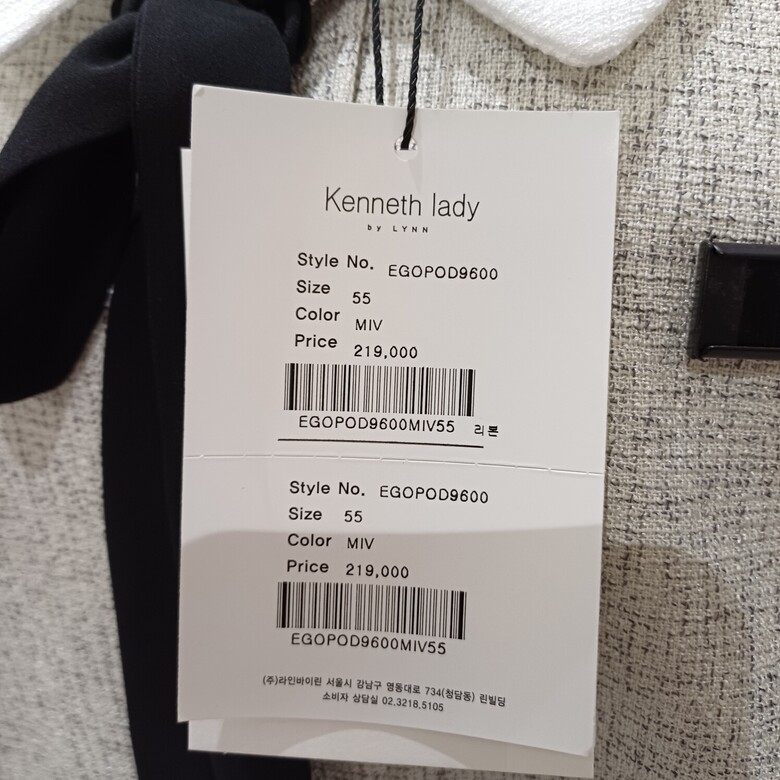 Kenneth lady
by LYNN
Style No. EGOPOD9600
Size 55
Color MIV
Price 219,000
EGOPOD9600MIV55 리본
Style No. EGOPOD9600
Size 55
Color MIV
Price 219,000
EGOPOD9600MIV55
(주)라인바이린 서울시 강남구 영동대로 734(청담동) 린빌딩
소비자 상담실 02.3218.5105